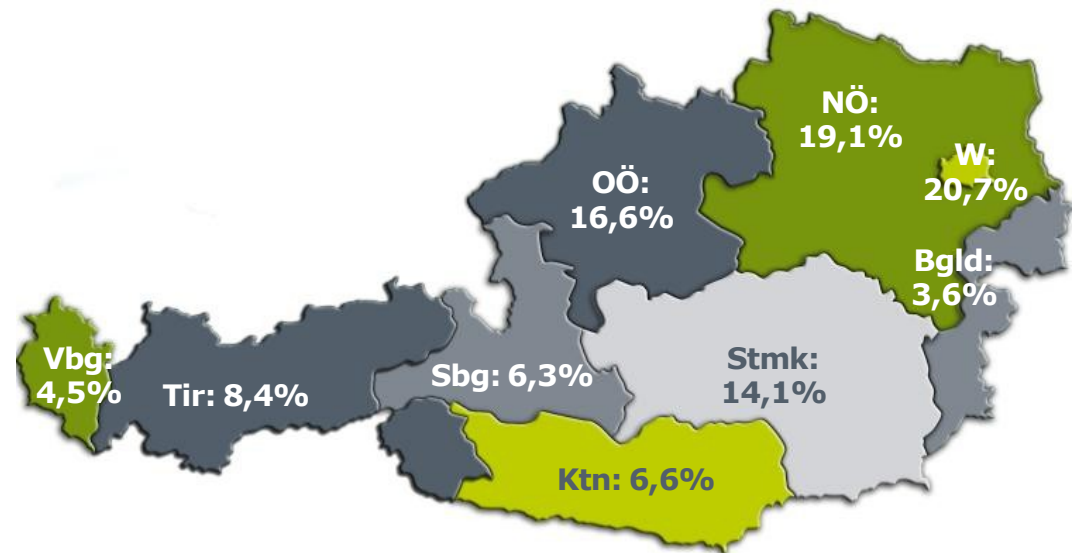 NÖ:
19,1%
W:
20,7%
OÖ:
16,6%
Bgld:
3,6%
Vbg:
4,5%
Tir: 8,4%
Sbg: 6,3%
Stmk:
14,1%
Ktn: 6,6%